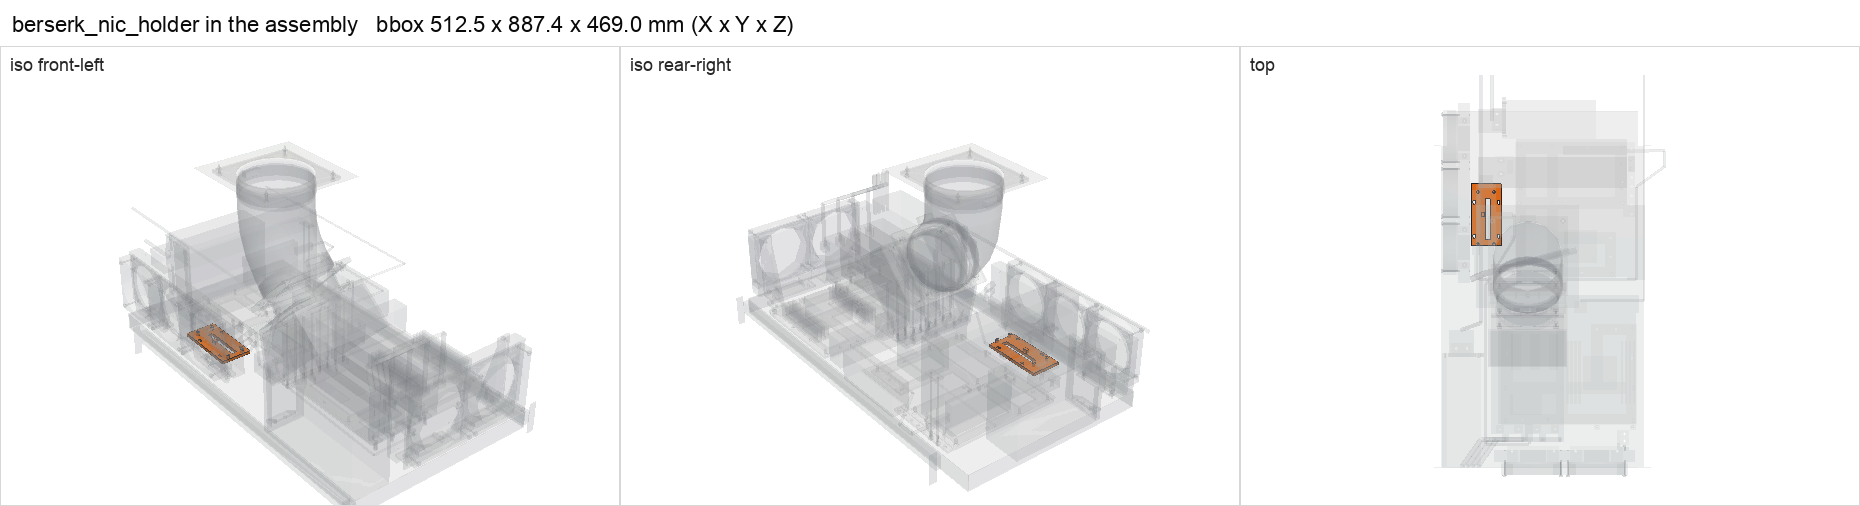 berserk_nic_holder in the assembly   bbox 512.5 x 887.4 x 469.0 mm (X x Y x Z)
iso front-left
iso rear-right
top